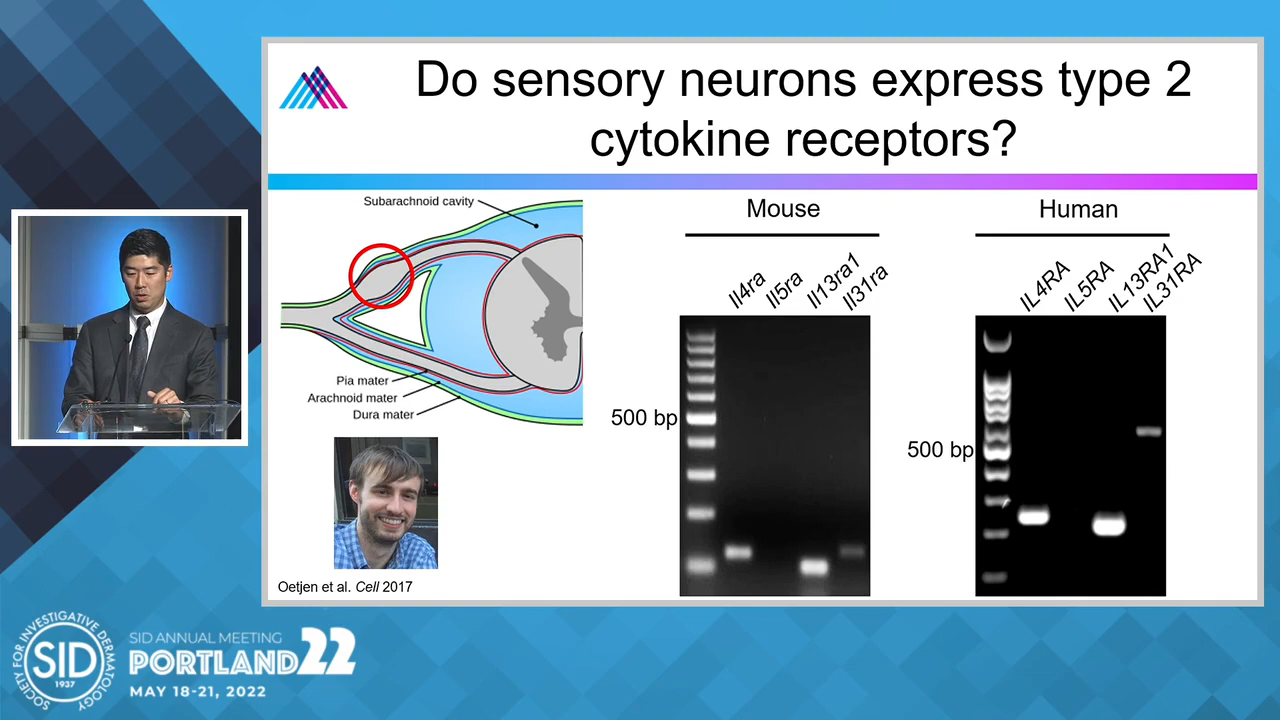 Do sensory neurons express type 2
cytokine receptors?
Subarachnoid cavity
Pia mater
Arachnoid mater
Dura mater
Oetjen et al. Cell 2017
Mouse
Il4ra
Il5ra
Il13ra1
Il31ra
500 bp
Human
IL4RA
IL5RA
IL13RA1
IL31RA
500 bp
SOCIETY FOR INVESTIGATIVE DERMATOLOGY
SID
1937
SID ANNUAL MEETING
PORTLAND22
MAY 18-21, 2022